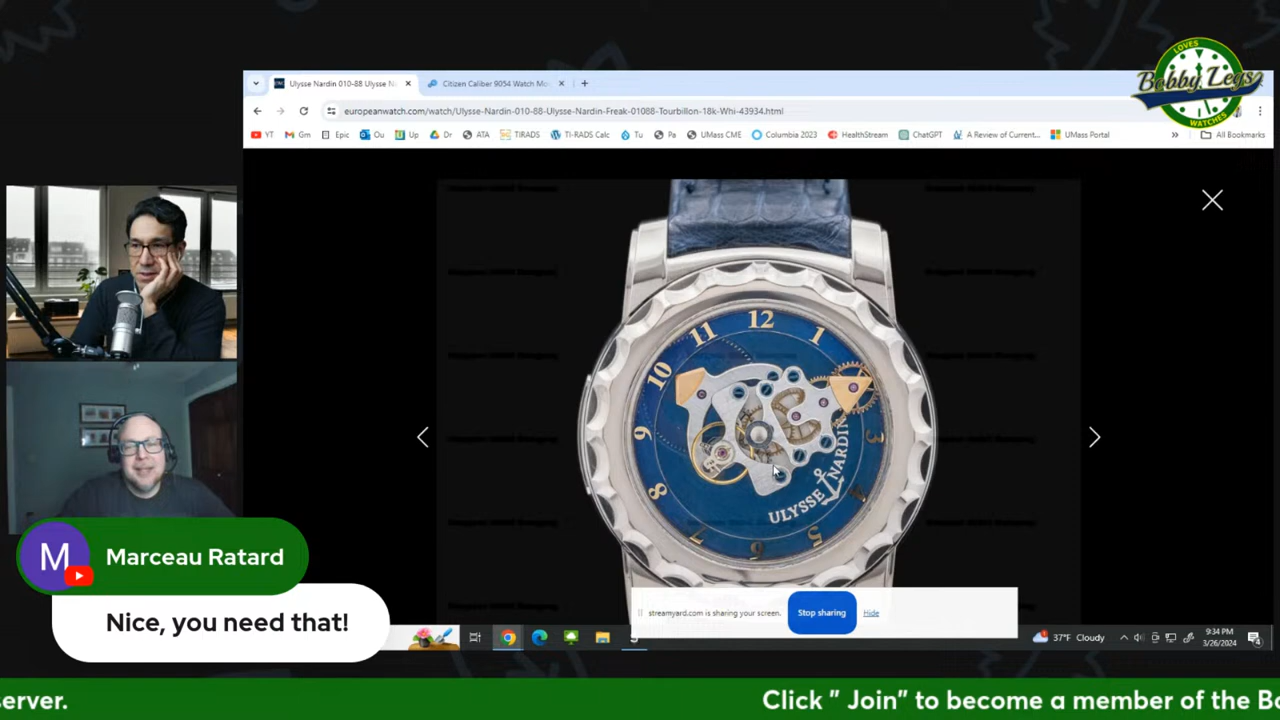 LOVES
Bobby Legs
WATCHES
Ulysse Nardin 010-88 Ulysse N
Citizen Caliber 9054 Watch Mo
europeanwatch.com/watch/Ulysse-Nardin-010-88-Ulysse-Nardin-Freak-01088-Tourbillon-18k-Whi-43934.html
YT
Gm
Epic
Ou
Up
Dr
ATA
TIRADS
TI-RADS Calc
Tu
Pa
UMass CME
Columbia 2023
HealthStream
ChatGPT
A Review of Current...
UMass Portal
»
All Bookmarks
12
1
3
4
5
6
7
8
9
10
11
ULYSSE NARDIN
M
Marceau Ratard
Nice, you need that!
streamyard.com is sharing your screen.
Stop sharing
Hide
37°F Cloudy
9:34 PM
3/26/2024
4
server.
Click " Join" to become a member of the Bo